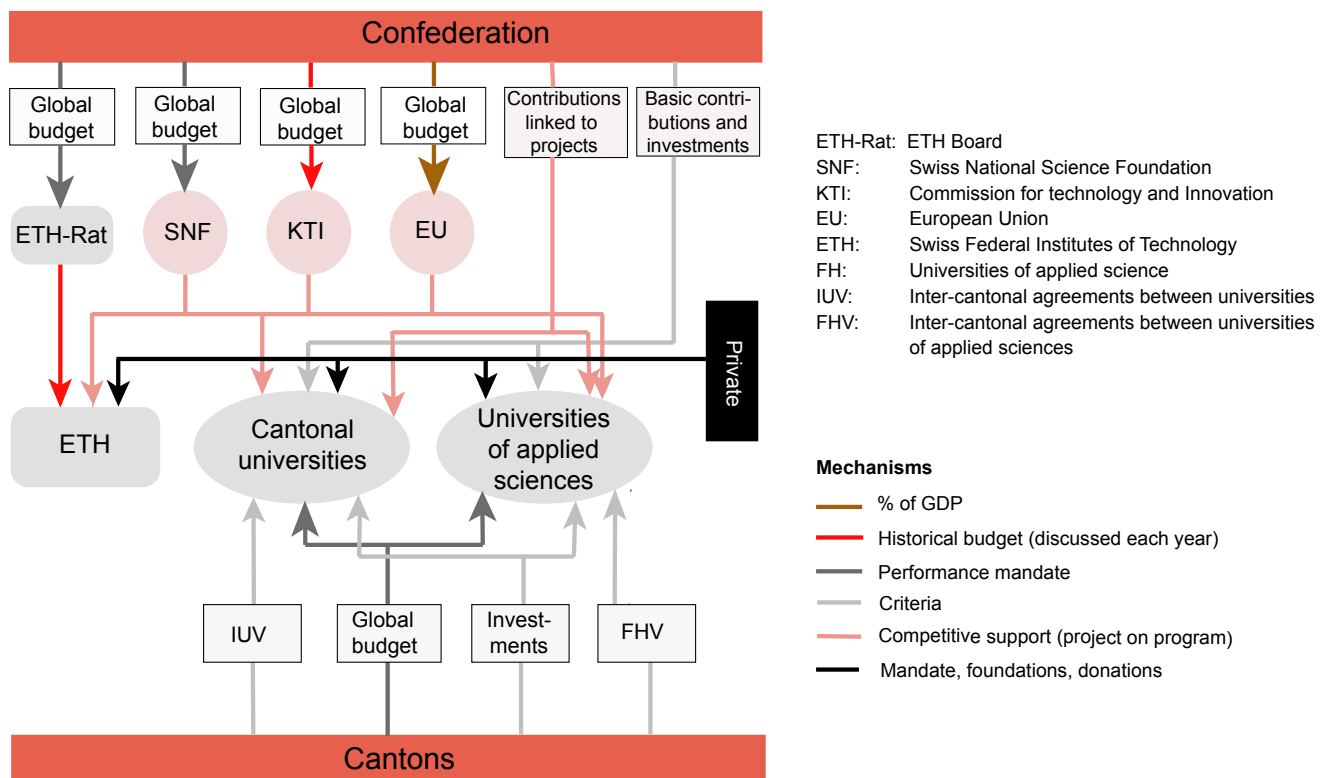 Confederation
Global
budget
Global
budget
Global
budget
Global
budget
Contributions
linked to
projects
Basic contri-
butions and
investments
ETH-Rat
SNF
KTI
EU
Private
ETH
Cantonal
universities
Universities
of applied
sciences
IUV
Global
budget
Invest-
ments
FHV
Cantons
ETH-Rat: ETH Board
SNF: Swiss National Science Foundation
KTI: Commission for technology and Innovation
EU: European Union
ETH: Swiss Federal Institutes of Technology
FH: Universities of applied science
IUV: Inter-cantonal agreements between universities
FHV: Inter-cantonal agreements between universities
of applied sciences
Mechanisms
% of GDP
Historical budget (discussed each year)
Performance mandate
Criteria
Competitive support (project on program)
Mandate, foundations, donations